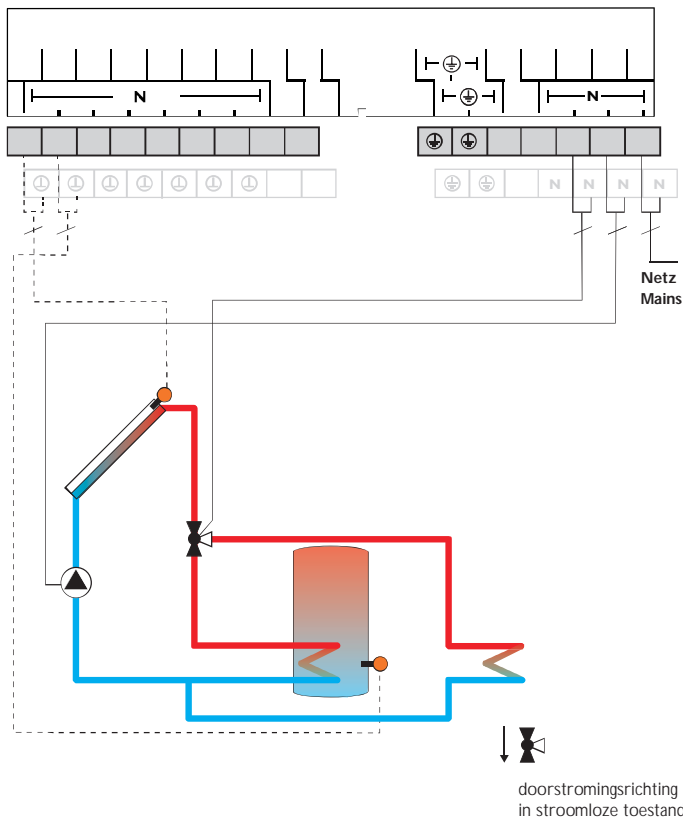 N
N
N N N N
Netz
Mains
doorstromingsrichting
in stroomloze toestand